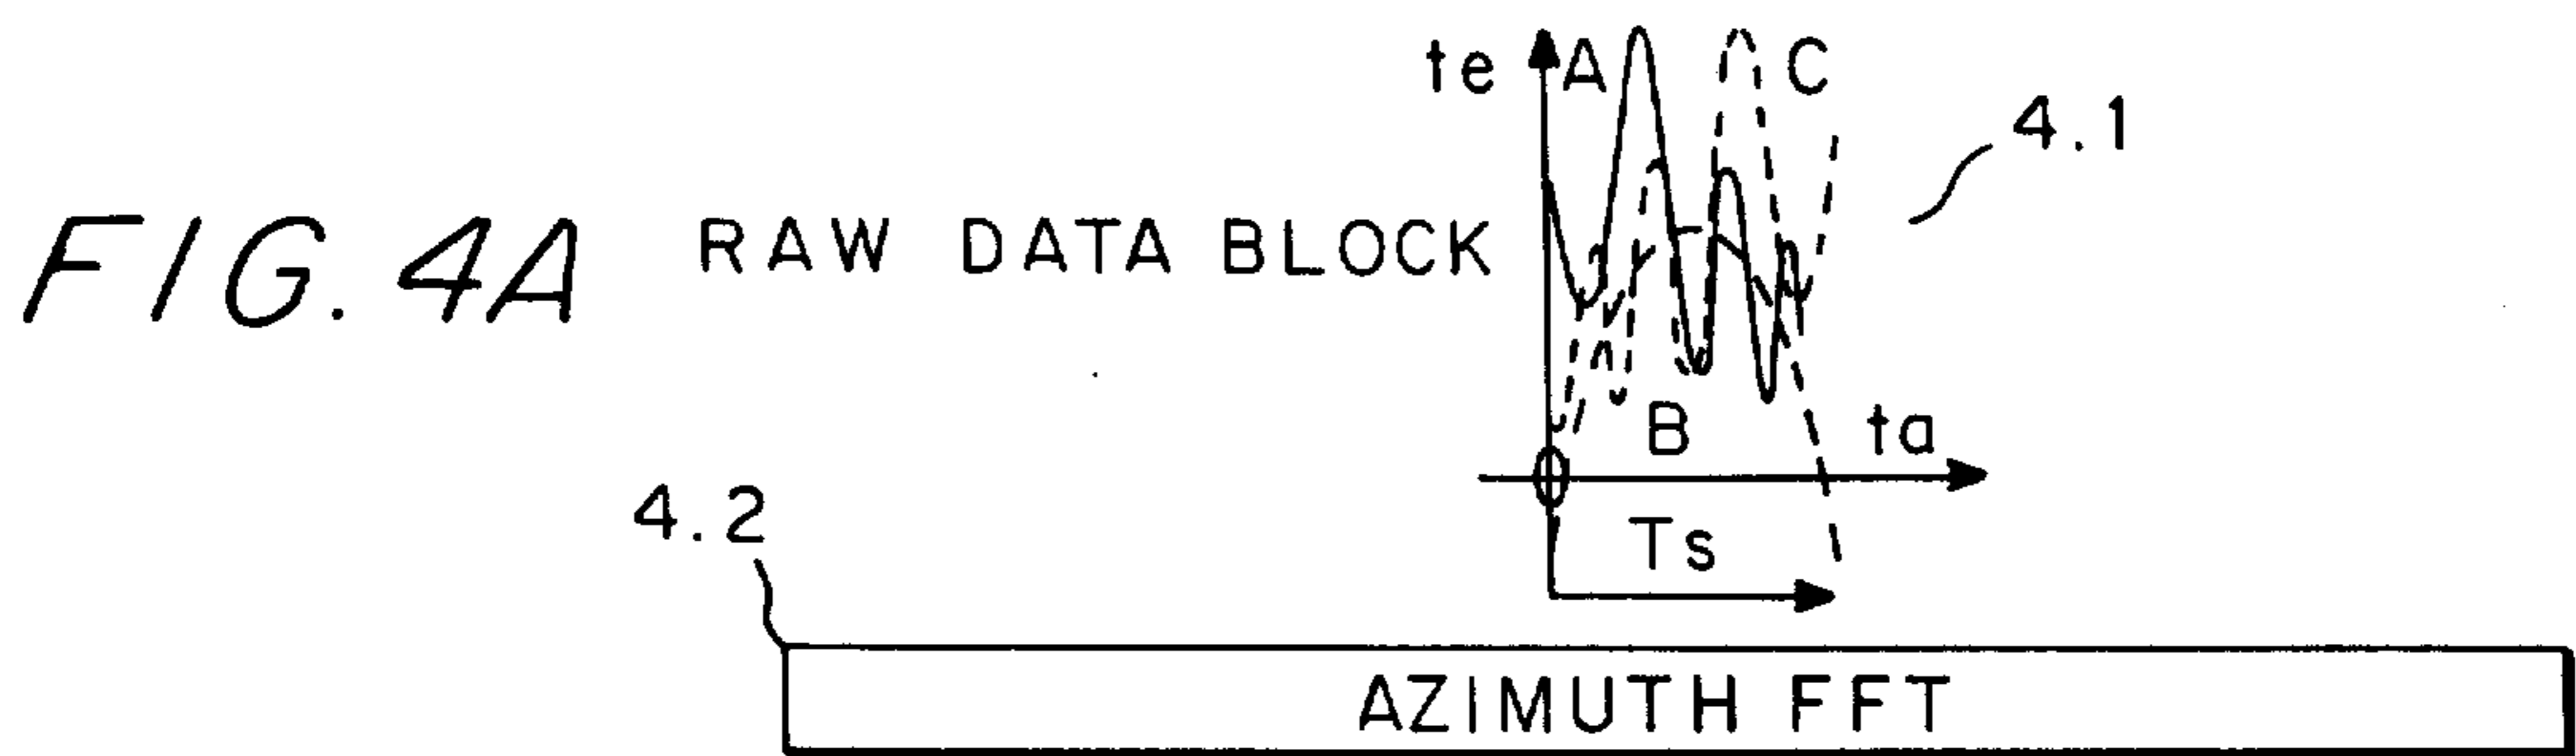 te A C
4.1
FIG. 4A RAW DATA BLOCK
B ta
4.2
Ts
AZIMUTH FFT